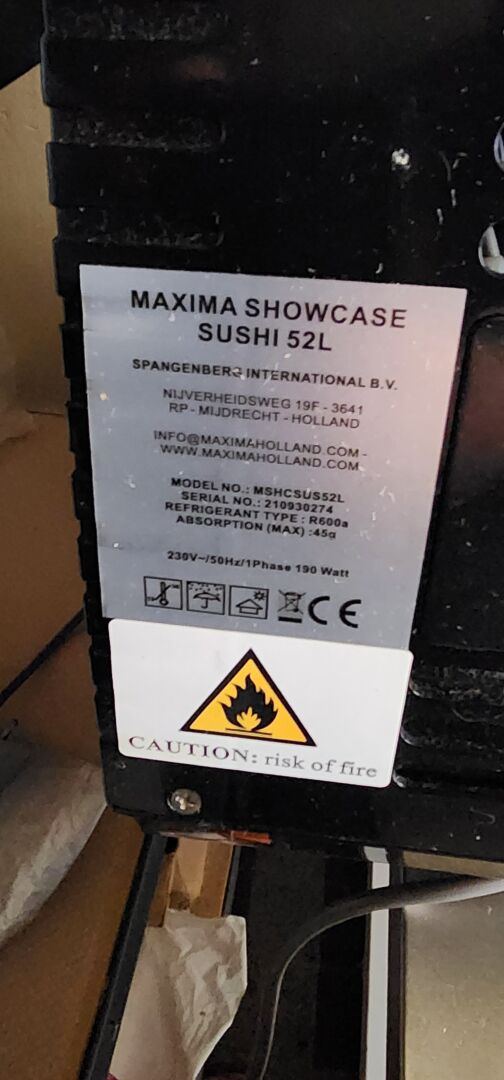 MAXIMA SHOWCASE
SUSHI 52L
SPANGENBERG INTERNATIONAL B.V.
NIJVERHEIDSWEG 19F - 3641
RP - MIJDRECHT - HOLLAND
INFO@MAXIMAHOLLAND.COM -
WWW.MAXIMAHOLLAND.COM
MODEL NO.: MSHCSUS52L
SERIAL NO.: 210930274
REFRIGERANT TYPE : R600a
ABSORPTION (MAX) :45g
230V~/50Hz/1Phase 190 Watt
CE
CAUTION: risk of fire